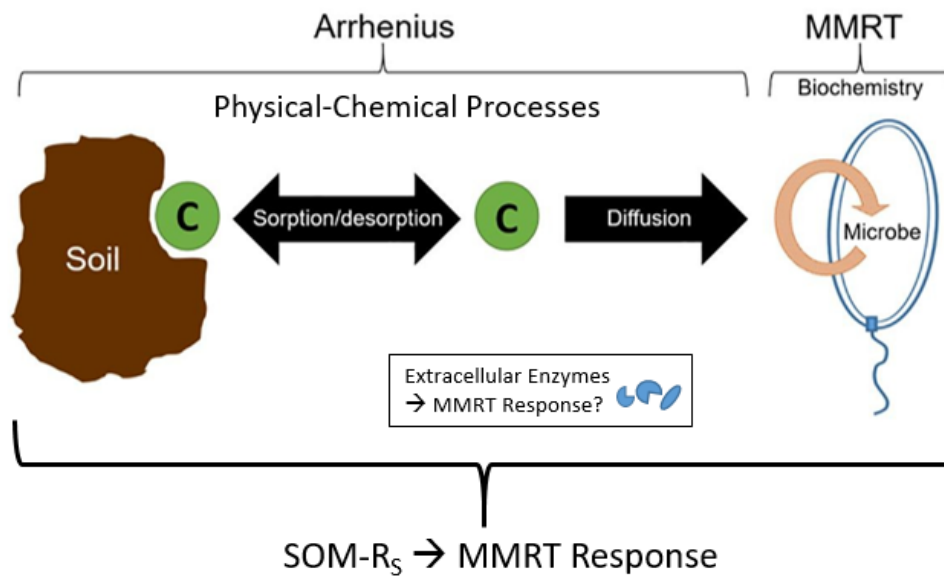 Arrhenius
MMRT
Physical-Chemical Processes
Biochemistry
Soil
C
Sorption/desorption
C
Diffusion
Microbe
Extracellular Enzymes
→ MMRT Response?
SOM-Rₛ → MMRT Response